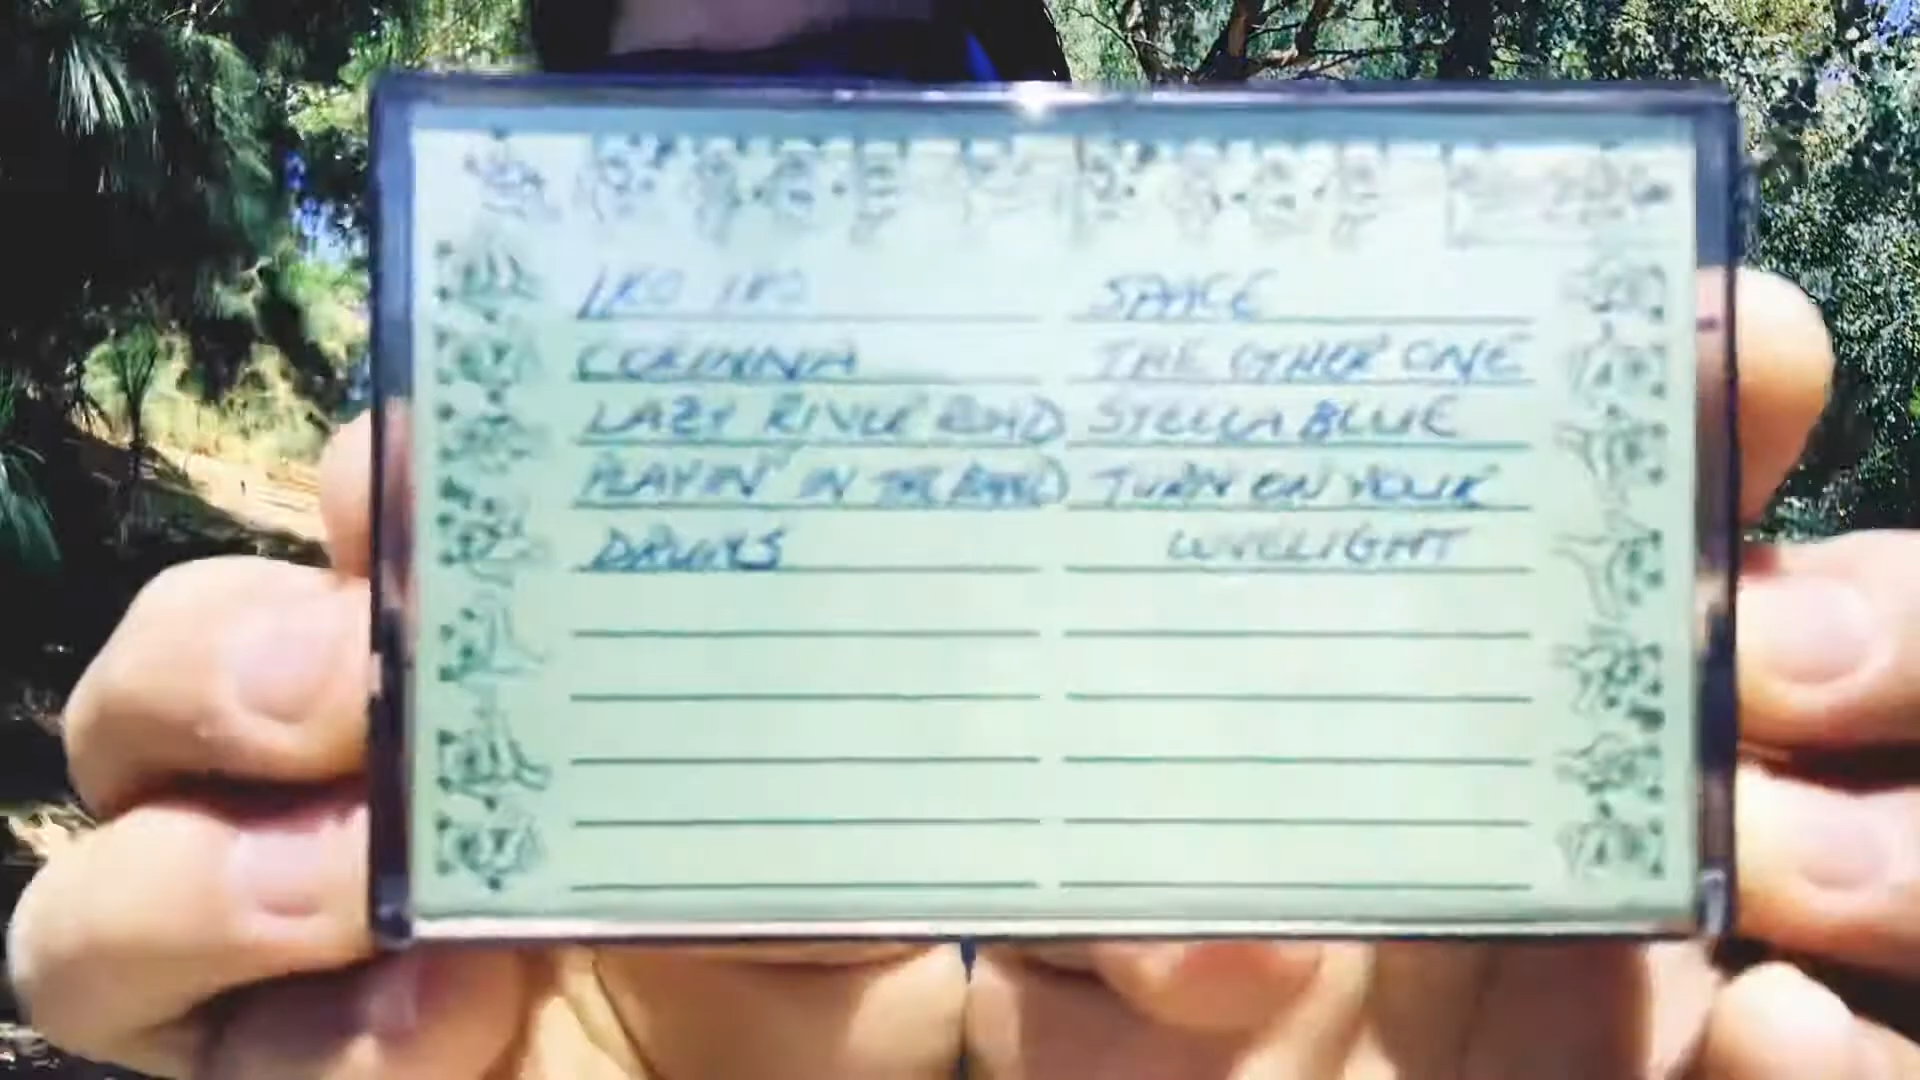 IKO IKO
CORINNA
LAZY RIVER ROAD
PLAYIN' IN THE BAND
DRUMS
SPACE
THE OTHER ONE
STELLA BLUE
TURN ON YOUR
LOVELIGHT